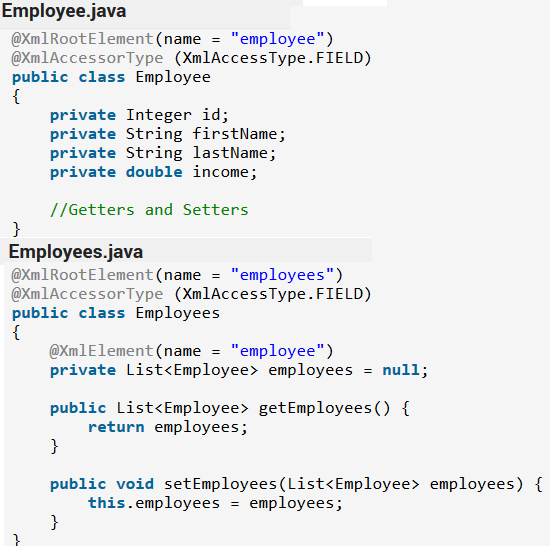 Employee.java
@XmlRootElement(name = "employee")
@XmlAccessorType (XmlAccessType.FIELD)
public class Employee
{
    private Integer id;
    private String firstName;
    private String lastName;
    private double income;

    //Getters and Setters
}
Employees.java
@XmlRootElement(name = "employees")
@XmlAccessorType (XmlAccessType.FIELD)
public class Employees
{
    @XmlElement(name = "employee")
    private List<Employee> employees = null;

    public List<Employee> getEmployees() {
        return employees;
    }

    public void setEmployees(List<Employee> employees) {
        this.employees = employees;
    }
}